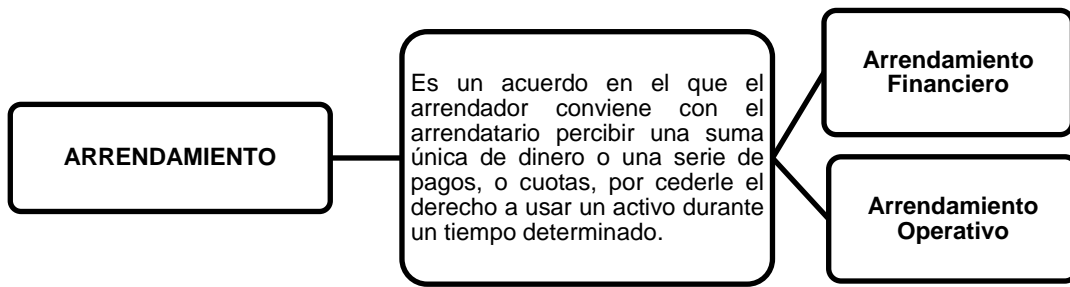 ARRENDAMIENTO
Es un acuerdo en el que el
arrendador conviene con el
arrendatario percibir una suma
única de dinero o una serie de
pagos, o cuotas, por cederle el
derecho a usar un activo durante
un tiempo determinado.
Arrendamiento
Financiero
Arrendamiento
Operativo